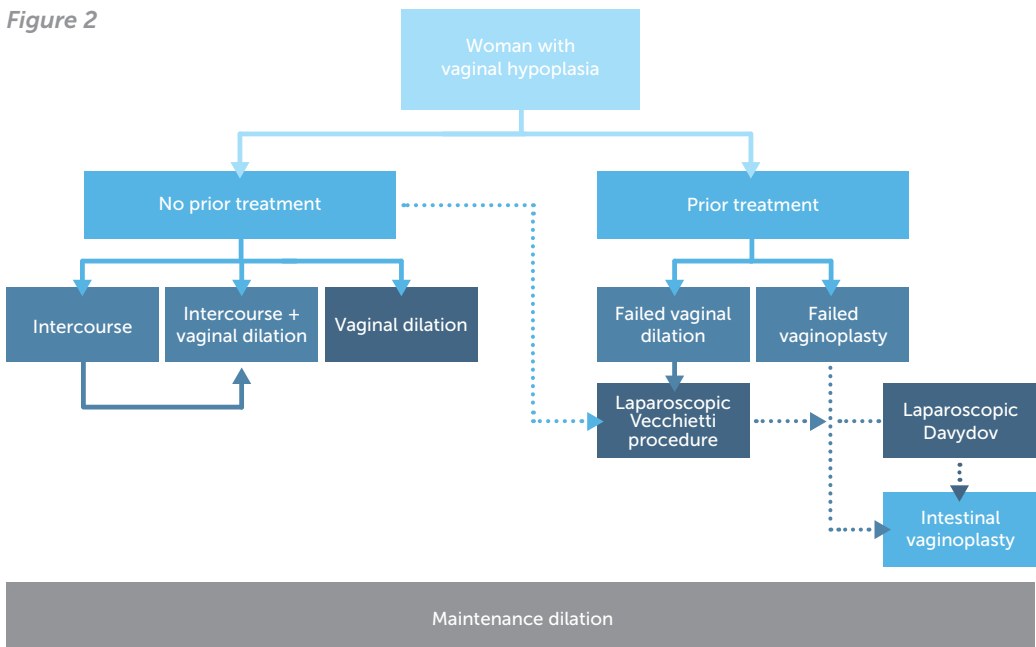 Figure 2
Woman with
vaginal hypoplasia
No prior treatment
Prior treatment
Intercourse
Intercourse +
vaginal dilation
Vaginal dilation
Failed vaginal
dilation
Failed
vaginoplasty
Laparoscopic
Vecchietti
procedure
Laparoscopic
Davydov
Intestinal
vaginoplasty
Maintenance dilation